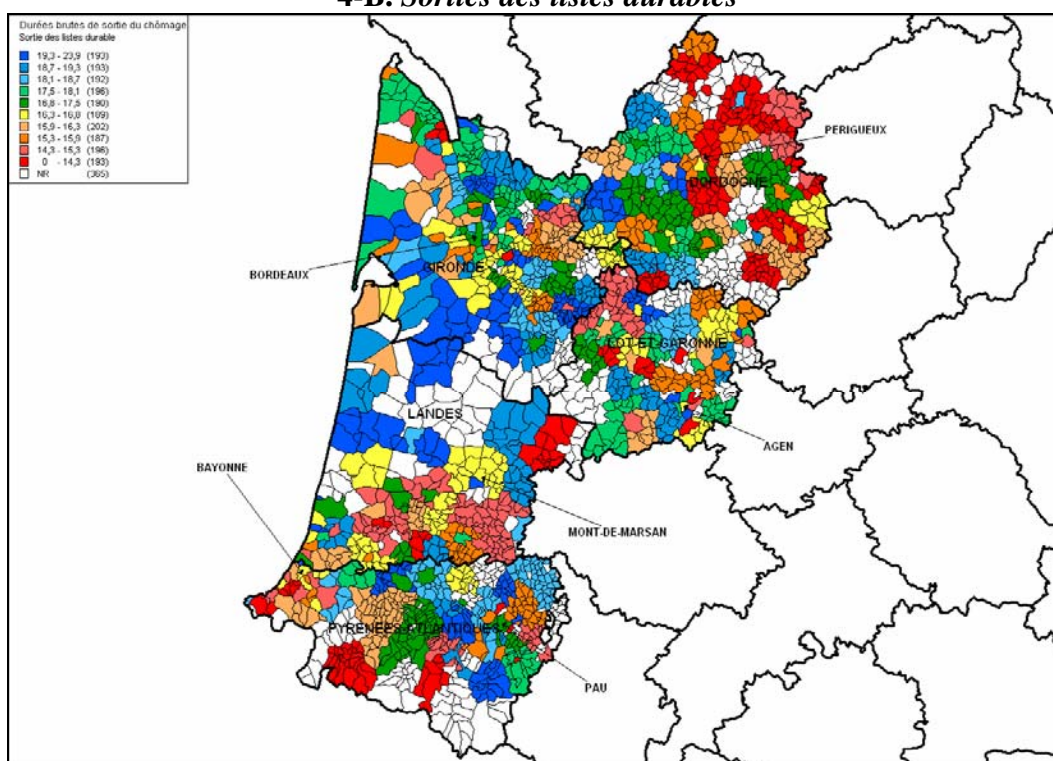 4-B. Sorties des listes durables
Durées brutes de sortie du chômage
Sortie des listes durable
19,3 - 23,9 (193)
18,7 - 19,3 (193)
18,1 - 18,7 (192)
17,5 - 18,1 (196)
16,8 - 17,5 (190)
16,3 - 16,8 (189)
15,9 - 16,3 (202)
15,3 - 15,9 (187)
14,3 - 15,3 (196)
0 - 14,3 (193)
NR (365)
PERIGUEUX
DORDOGNE
BORDEAUX
GIRONDE
LOT ET GARONNE
LANDES
AGEN
BAYONNE
MONT-DE-MARSAN
PYRENEES ATLANTIQUES
PAU